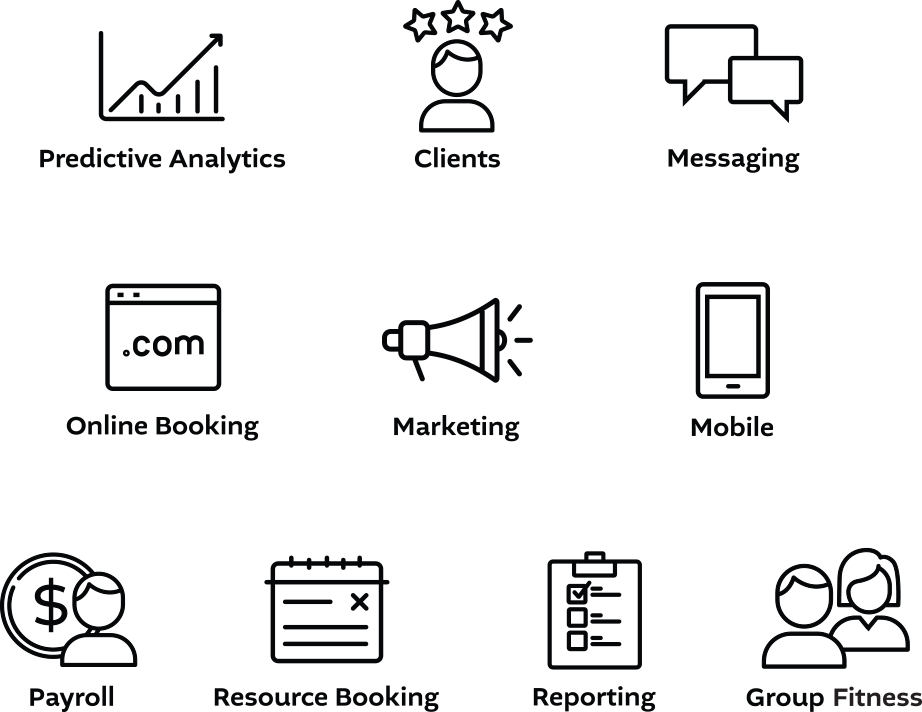 Predictive Analytics
Clients
Messaging
.com
Online Booking
Marketing
Mobile
$
Payroll
Resource Booking
Reporting
Group Fitness